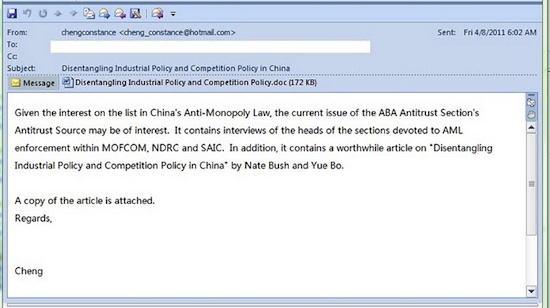 From: chengconstance <cheng_constance@hotmail.com> Sent: Fri 4/8/2011 6:02 AM
To:
Cc:
Subject: Disentangling Industrial Policy and Competition Policy in China
Message Disentangling Industrial Policy and Competition Policy.doc (172 KB)
Given the interest on the list in China's Anti-Monopoly Law, the current issue of the ABA Antitrust Section's
Antitrust Source may be of interest. It contains interviews of the heads of the sections devoted to AML
enforcement within MOFCOM, NDRC and SAIC. In addition, it contains a worthwhile article on "Disentangling
Industrial Policy and Competition Policy in China" by Nate Bush and Yue Bo.
A copy of the article is attached.
Regards,
Cheng